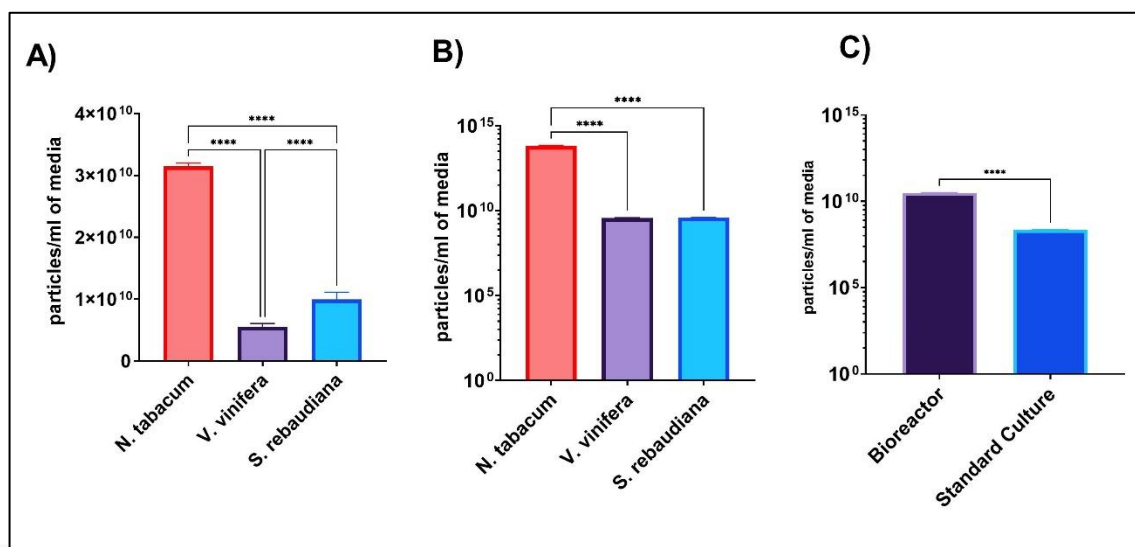 A)
B)
C)
particles/ml of media
4×10¹⁰
3×10¹⁰
2×10¹⁰
1×10¹⁰
0
****
****
****
N. tabacum
V. vinifera
S. rebaudiana
particles/ml of media
10¹⁵
10¹⁰
10⁵
10⁰
****
****
N. tabacum
V. vinifera
S. rebaudiana
particles/ml of media
10¹⁵
10¹⁰
10⁵
10⁰
****
Bioreactor
Standard Culture